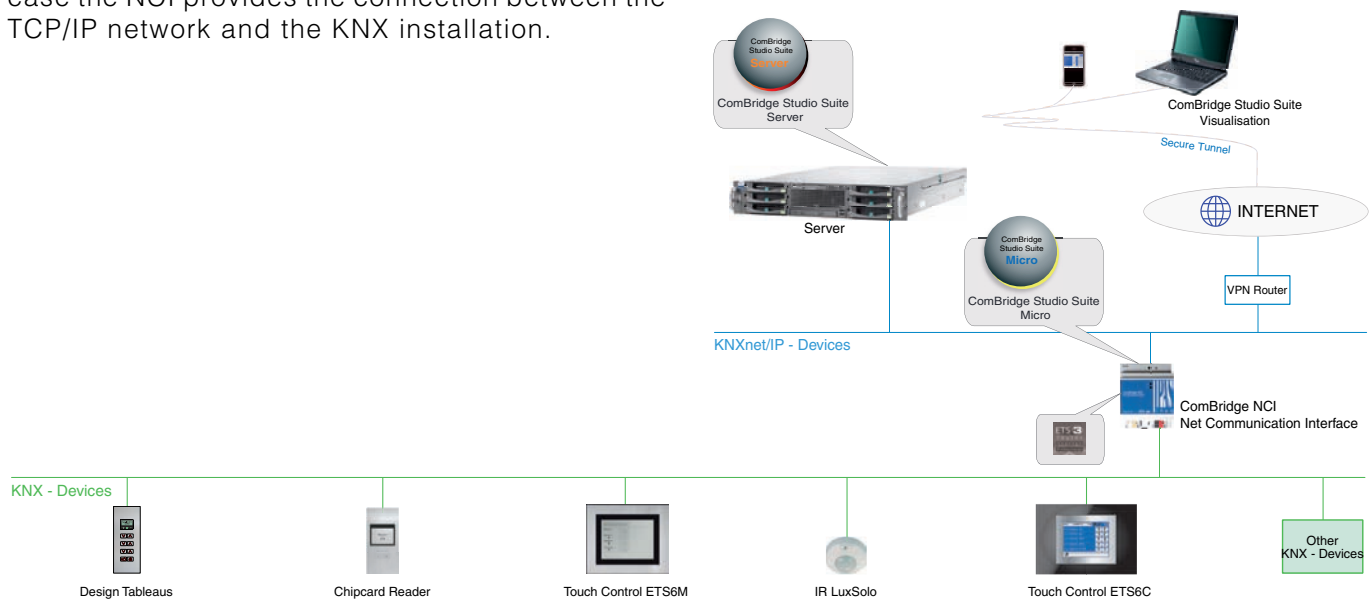 case the NCI provides the connection between the
TCP/IP network and the KNX installation.
ComBridge
Studio Suite
Server
ComBridge Studio Suite
Server
ComBridge Studio Suite
Visualisation
Secure Tunnel
INTERNET
Server
ComBridge
Studio Suite
Micro
ComBridge Studio Suite
Micro
VPN Router
KNXnet/IP - Devices
ComBridge NCI
Net Communication Interface
ETS 3
KNX - Devices
Design Tableaus
Chipcard Reader
Touch Control ETS6M
IR LuxSolo
Touch Control ETS6C
Other
KNX - Devices